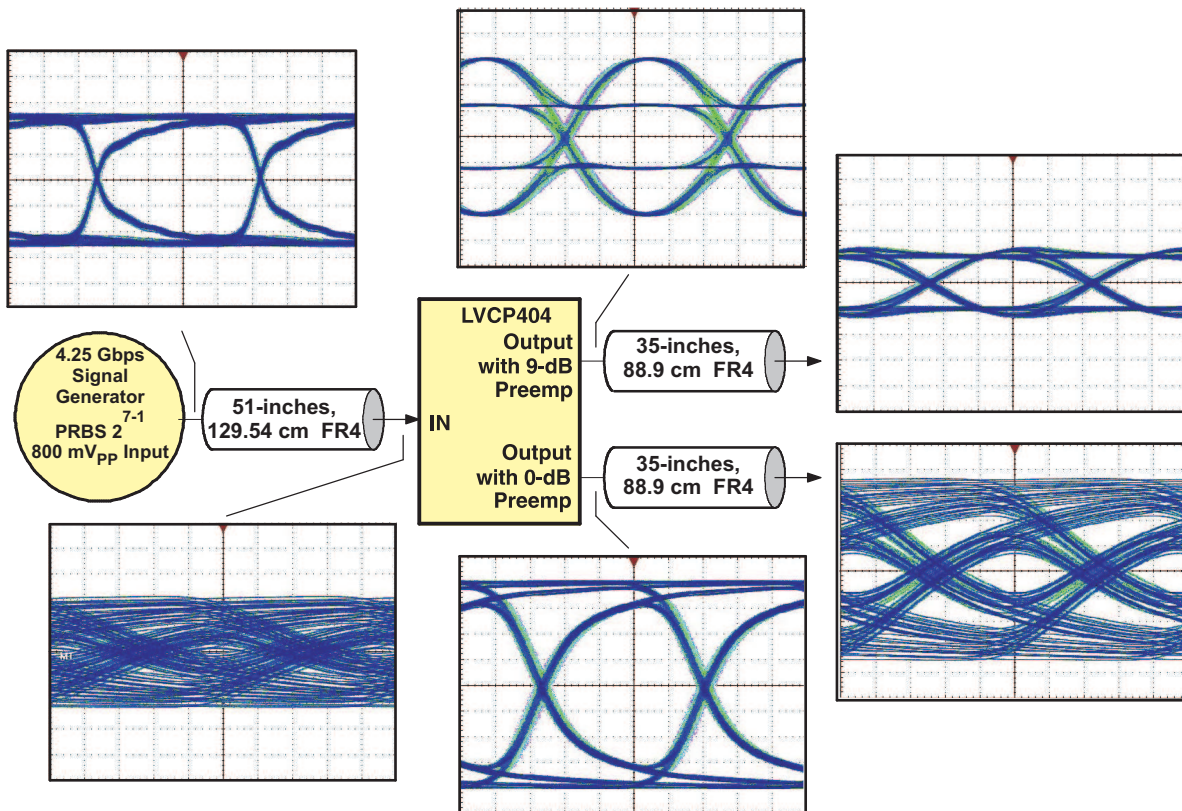 4.25 Gbps
Signal
Generator
PRBS 2^7-1
800 mVPP Input
51-inches,
129.54 cm FR4
LVCP404
Output
with 9-dB
Preemp
IN
Output
with 0-dB
Preemp
35-inches,
88.9 cm FR4
35-inches,
88.9 cm FR4